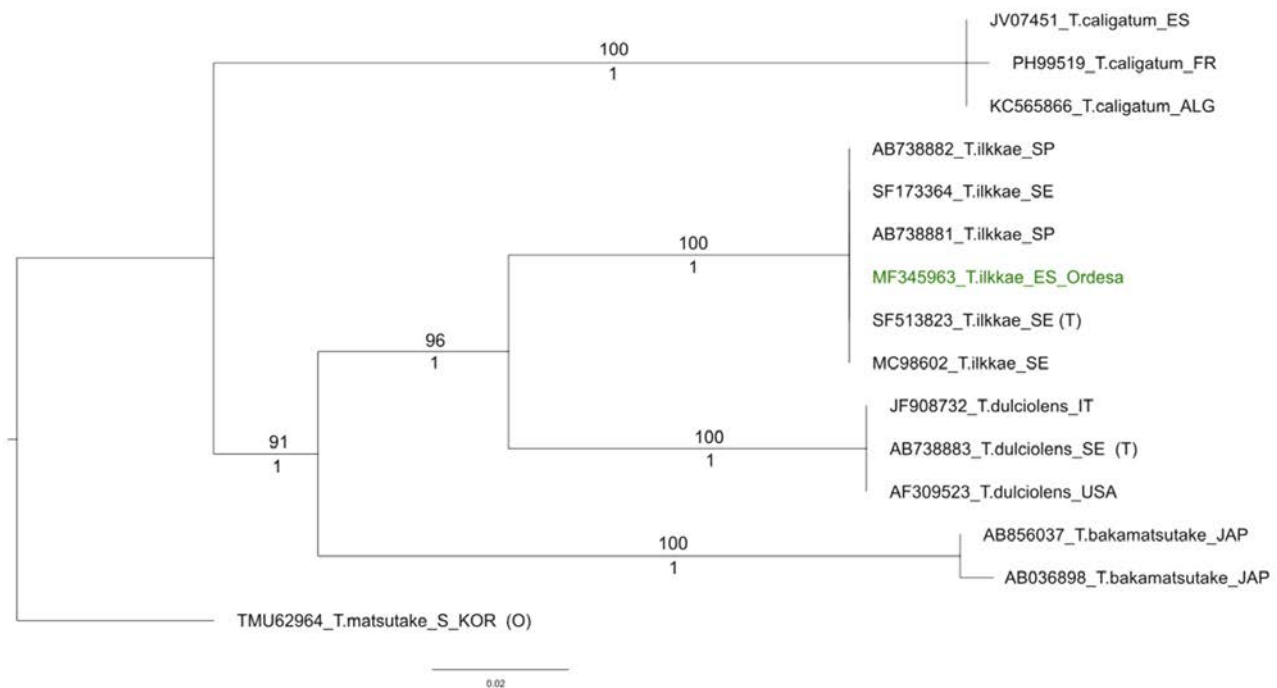 JV07451_T.caligatum_ES
100
1
PH99519_T.caligatum_FR
KC565866_T.caligatum_ALG
AB738882_T.ilkkae_SP
SF173364_T.ilkkae_SE
AB738881_T.ilkkae_SP
100
1
MF345963_T.ilkkae_ES_Ordesa
SF513823_T.ilkkae_SE (T)
96
1
MC98602_T.ilkkae_SE
JF908732_T.dulciolens_IT
91
1
100
1
AB738883_T.dulciolens_SE (T)
AF309523_T.dulciolens_USA
AB856037_T.bakamatsutake_JAP
100
1
AB036898_T.bakamatsutake_JAP
TMU62964_T.matsutake_S_KOR (O)
0.02